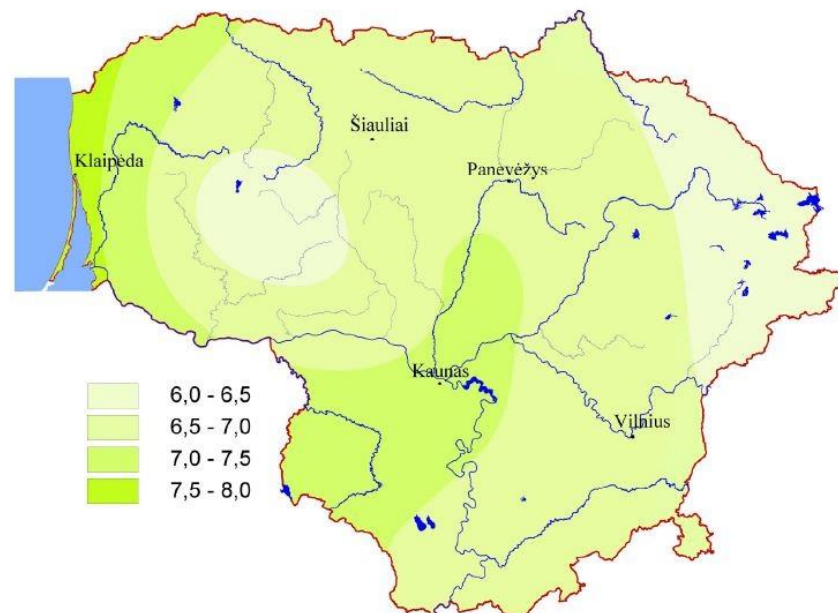 Šiauliai
Klaipėda
Panevėžys
Kaunas
Vilnius
6,0 - 6,5
6,5 - 7,0
7,0 - 7,5
7,5 - 8,0